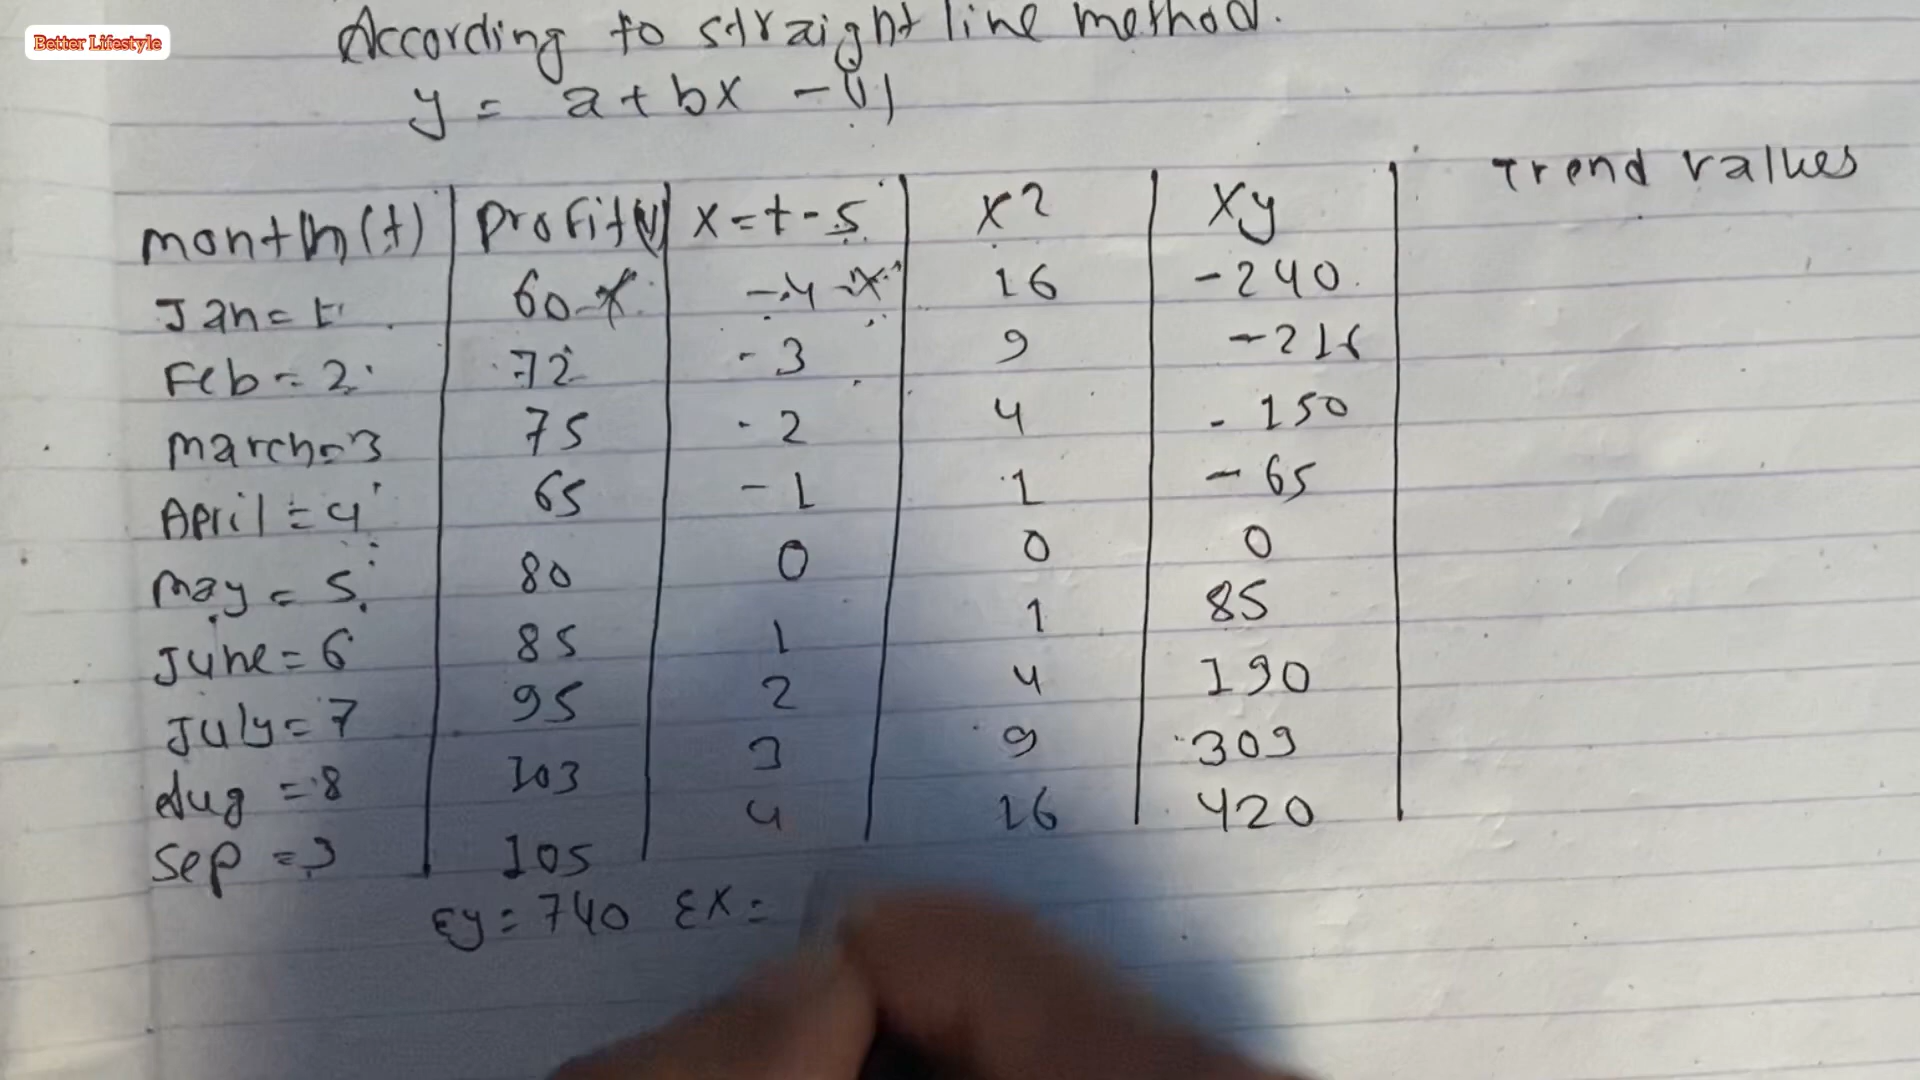 Better Lifestyle
According to straight line method.
y = a + bx - (1)
month(t) Profit(y) x = t - 5 x2 xy Trend values
Jan = 1 60 -4 16 -240
Feb = 2 72 -3 9 -216
march = 3 75 -2 4 -150
April = 4 65 -1 1 -65
may = 5 80 0 0 0
June = 6 85 1 1 85
July = 7 95 2 4 190
Aug = 8 103 3 9 309
Sep = 9 105 4 16 420
Σy = 740 Σx =